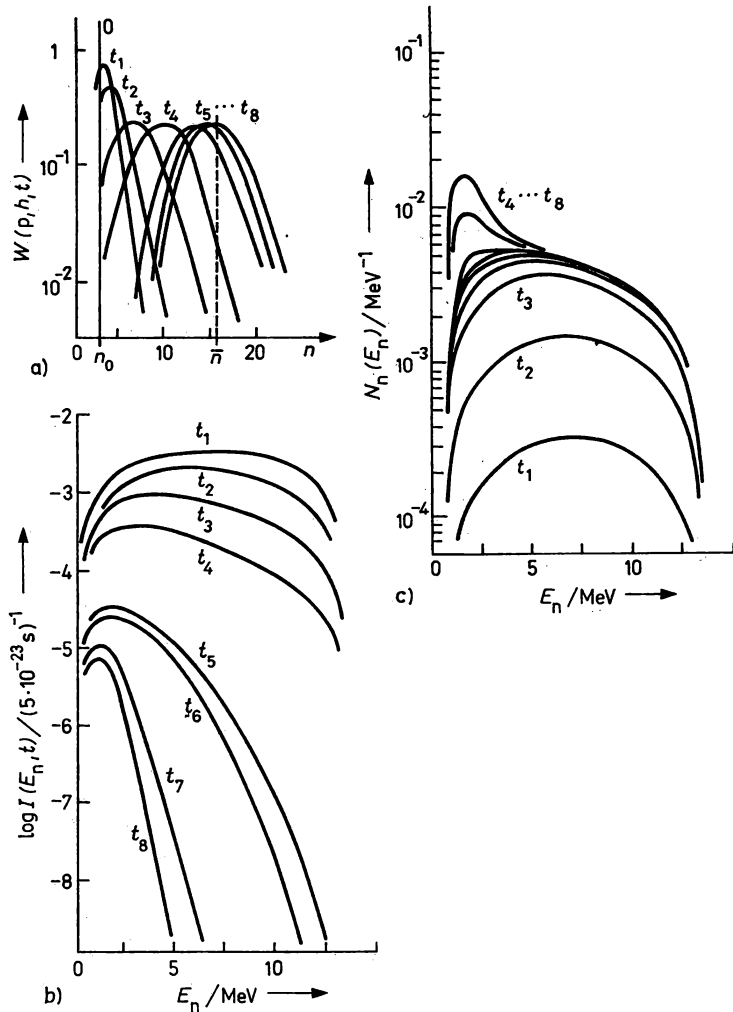 0
1
10⁻¹
10⁻²
W(p,h,t)
t₁
t₂
t₃
t₄
t₅ ··· t₈
n₀
10
n̄
20
n
a)
-2
-3
-4
-5
-6
-7
-8
log I(Eₙ,t)/(5·10⁻²³s)⁻¹
t₁
t₂
t₃
t₄
t₅
t₆
t₇
t₈
0
5
10
Eₙ/MeV
b)
10⁻¹
10⁻²
10⁻³
10⁻⁴
Nₙ(Eₙ)/MeV⁻¹
t₄ ··· t₈
t₃
t₂
t₁
0
5
10
Eₙ/MeV
c)